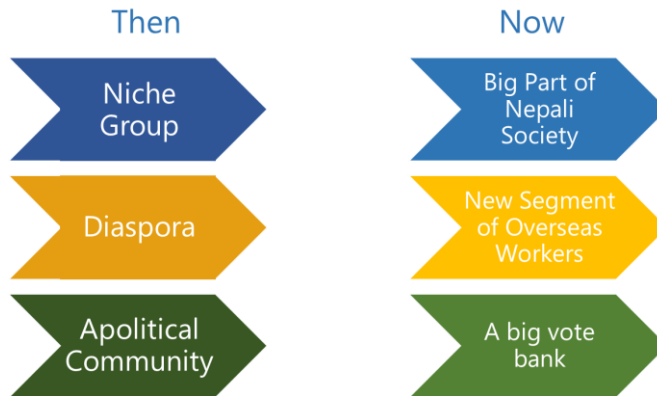 Then
Now
Niche
Group
Big Part of
Nepali
Society
Diaspora
New Segment
of Overseas
Workers
Apolitical
Community
A big vote
bank